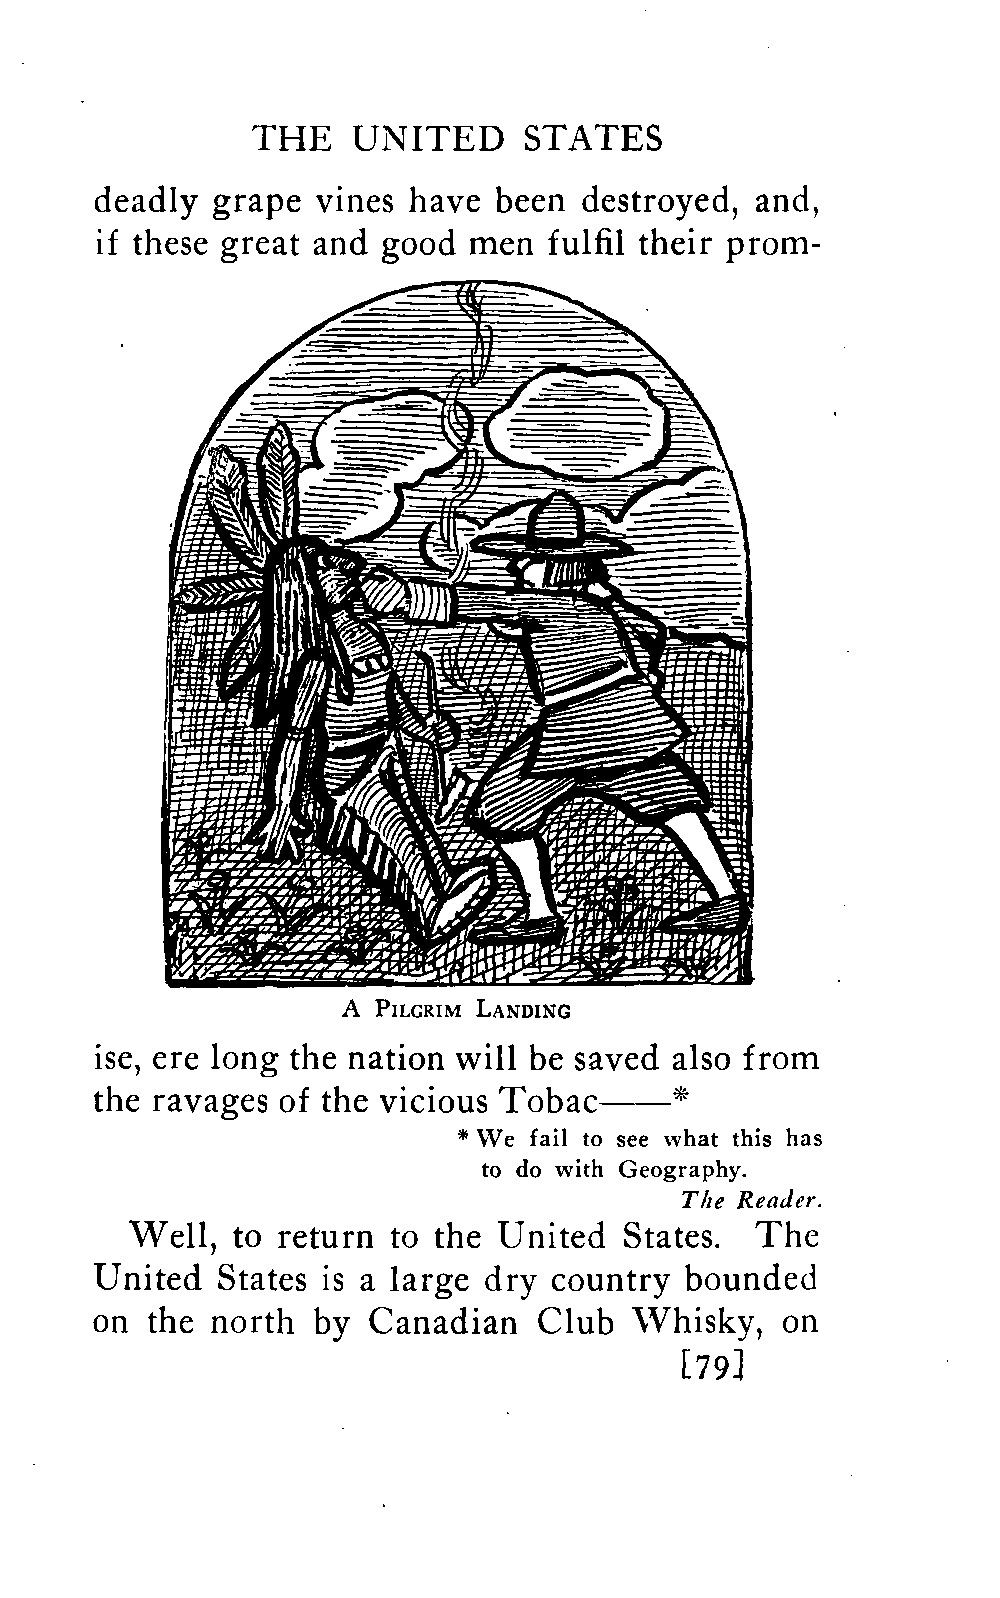 THE UNITED STATES
deadly grape vines have been destroyed, and,
if these great and good men fulfil their prom-
A PILGRIM LANDING
ise, ere long the nation will be saved also from
the ravages of the vicious Tobac——*
* We fail to see what this has
to do with Geography.
The Reader.
Well, to return to the United States. The
United States is a large dry country bounded
on the north by Canadian Club Whisky, on
[79]